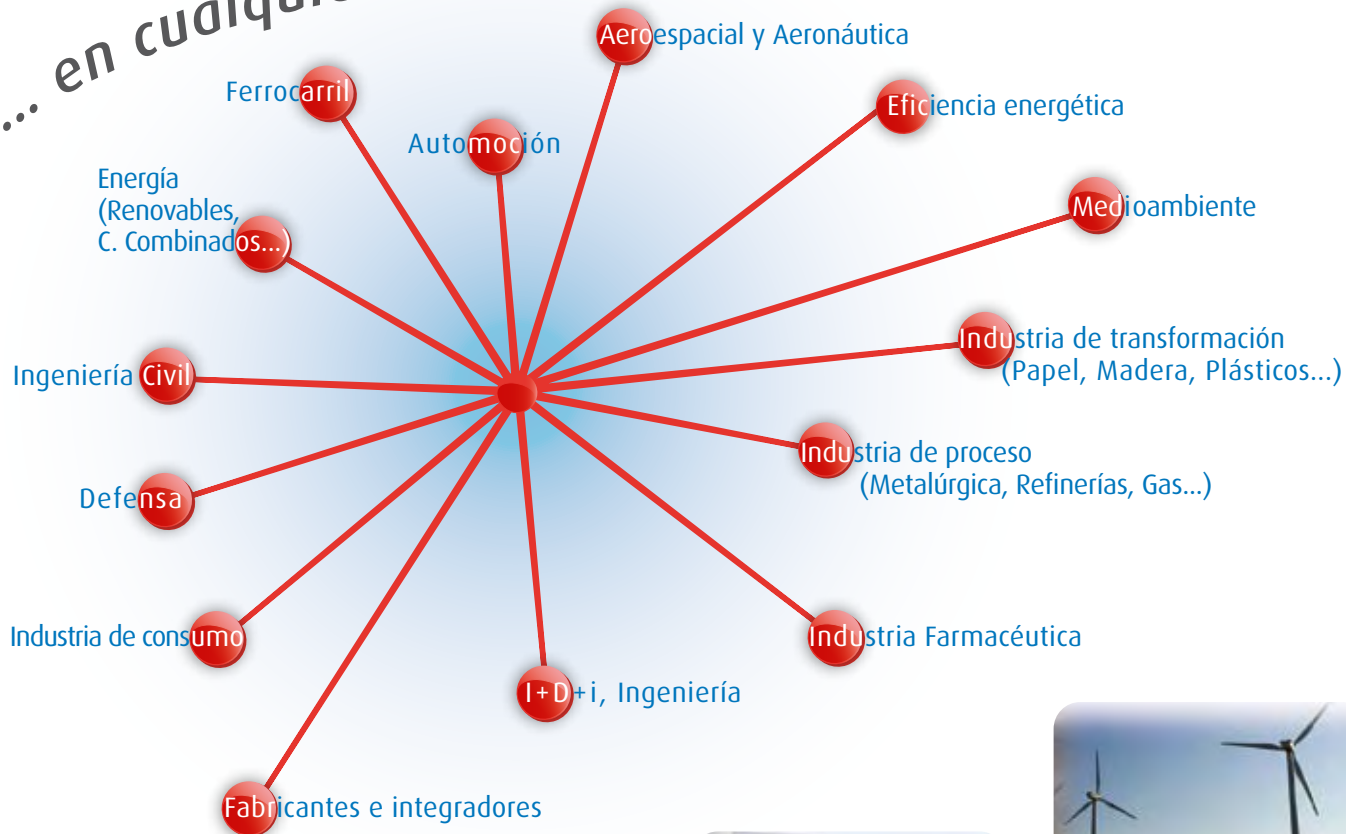 ... en
Aeroespacial y Aeronáutica
Ferrocarril
Eficiencia energética
Automoción
Energía
(Renovables,
C. Combinados...)
Medioambiente
Industria de transformación
(Papel, Madera, Plásticos...)
Ingeniería Civil
Industria de proceso
(Metalúrgica, Refinerías, Gas...)
Defensa
Industria de consumo
Industria Farmacéutica
I+D+i, Ingeniería
Fabricantes e integradores